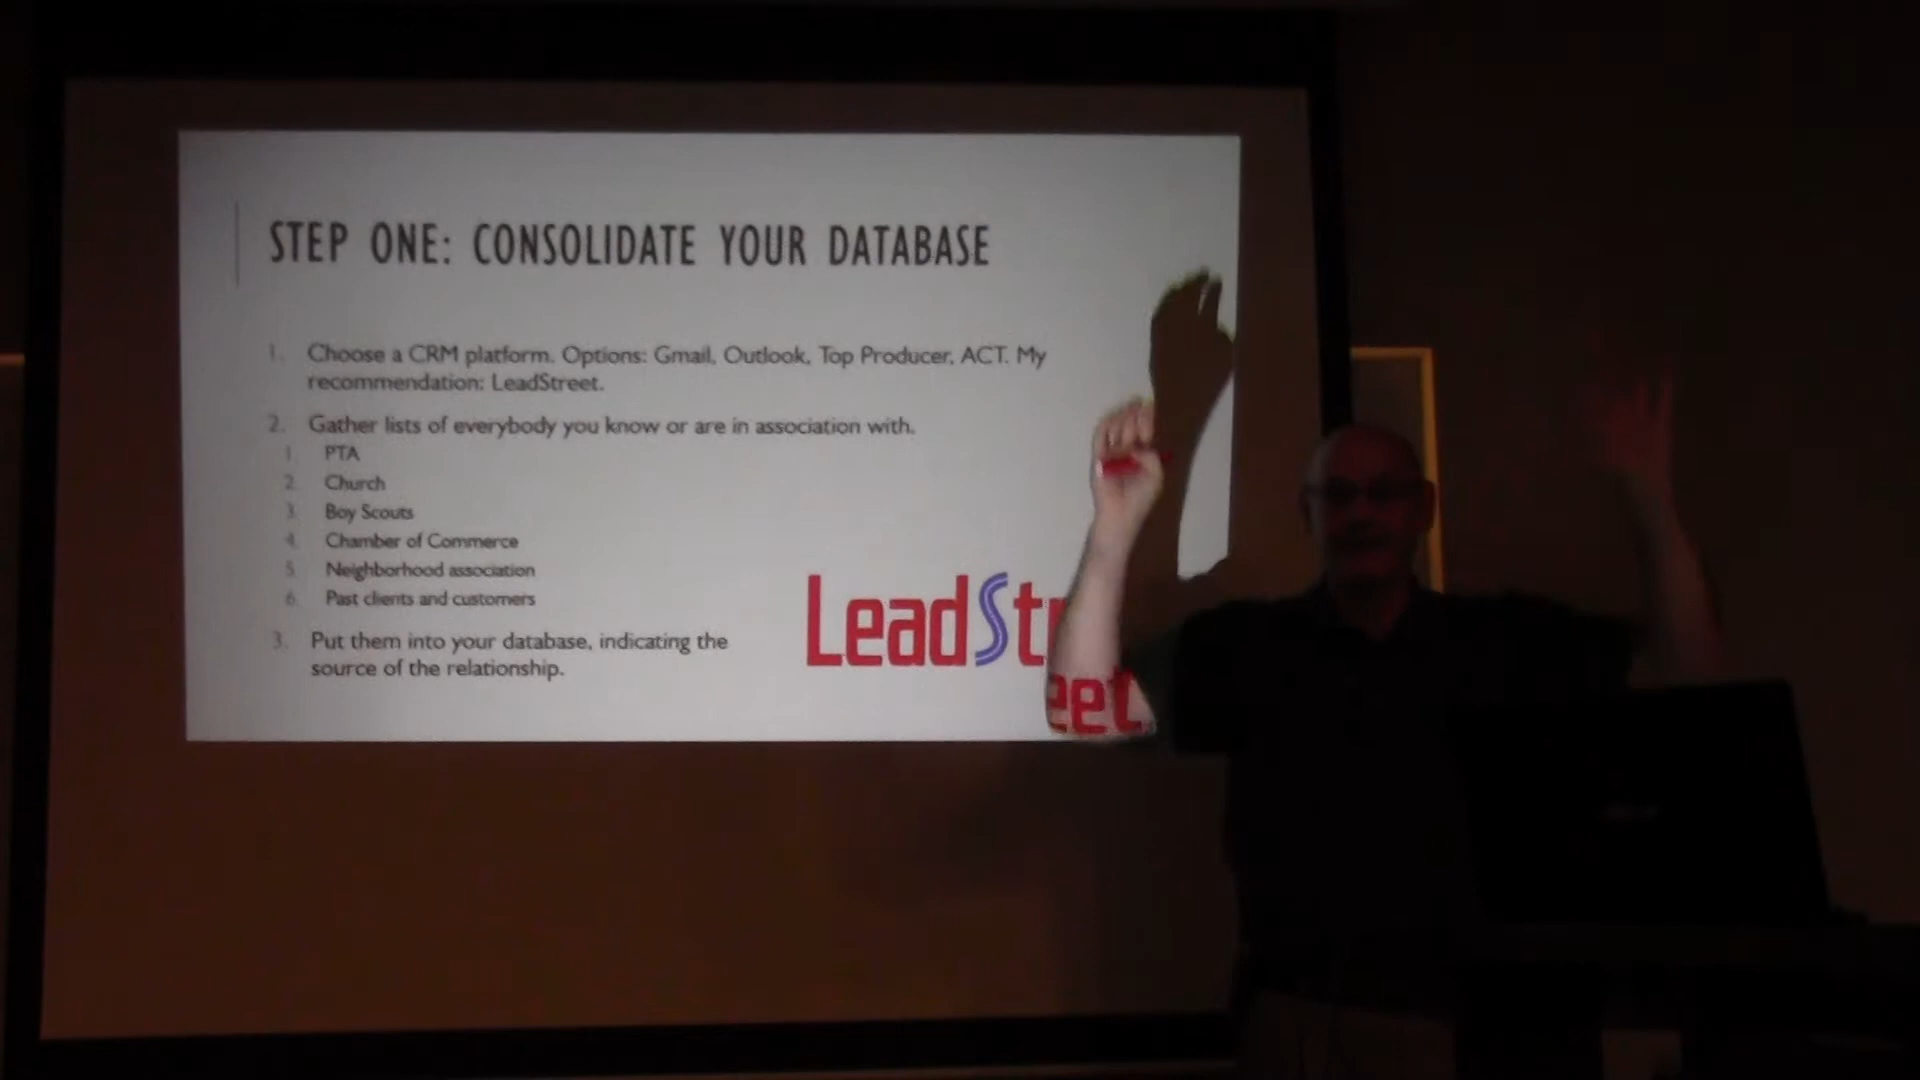 STEP ONE: CONSOLIDATE YOUR DATABASE
1. Choose a CRM platform. Options: Gmail, Outlook, Top Producer, ACT. My
recommendation: LeadStreet.
2. Gather lists of everybody you know or are in association with.
1. PTA
2. Church
3. Boy Scouts
4. Chamber of Commerce
5. Neighborhood association
6. Past clients and customers
3. Put them into your database, indicating the
source of the relationship.
LeadStreet